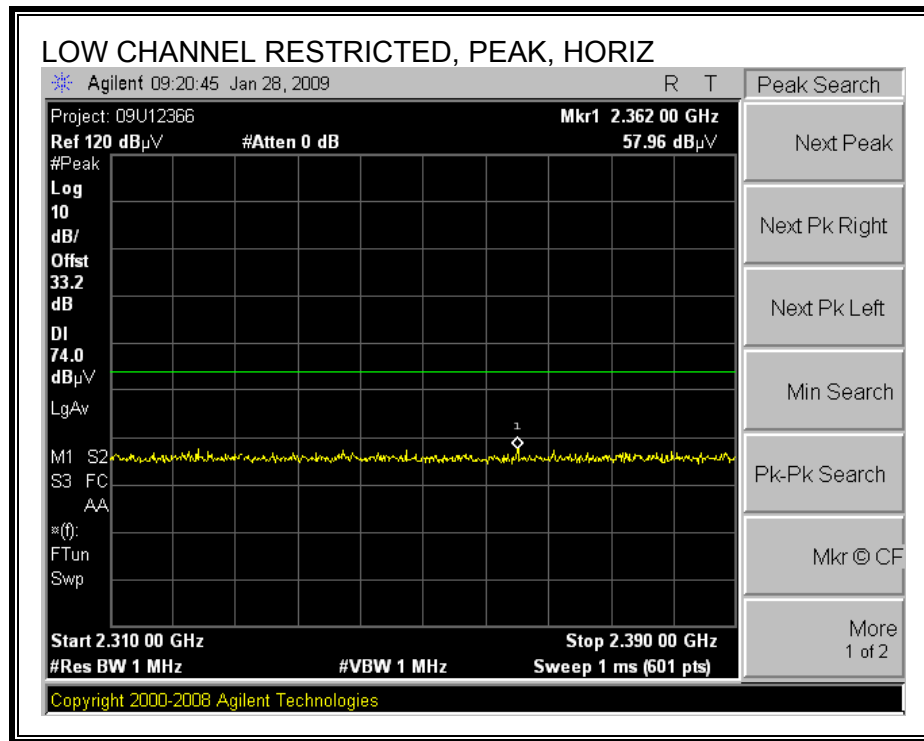 LOW CHANNEL RESTRICTED, PEAK, HORIZ
Agilent 09:20:45 Jan 28, 2009 R T
Peak Search
Project: 09U12366 Mkr1 2.362 00 GHz
Ref 120 dBµV #Atten 0 dB 57.96 dBµV
#Peak
Log
10
dB/
Offst
33.2
dB
DI
74.0
dBµV
LgAv
1
M1 S2
S3 FC
AA
¤(f):
FTun
Swp
Start 2.310 00 GHz Stop 2.390 00 GHz
#Res BW 1 MHz #VBW 1 MHz Sweep 1 ms (601 pts)
Copyright 2000-2008 Agilent Technologies
Next Peak
Next Pk Right
Next Pk Left
Min Search
Pk-Pk Search
Mkr © CF
More
1 of 2